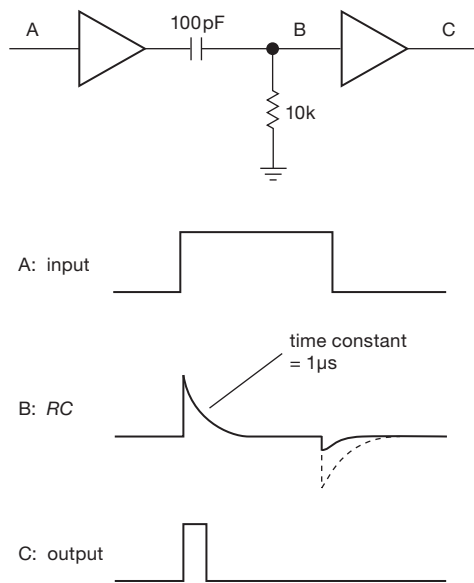 A
100pF
B
C
10k
A: input
time constant
= 1μs
B: RC
C: output